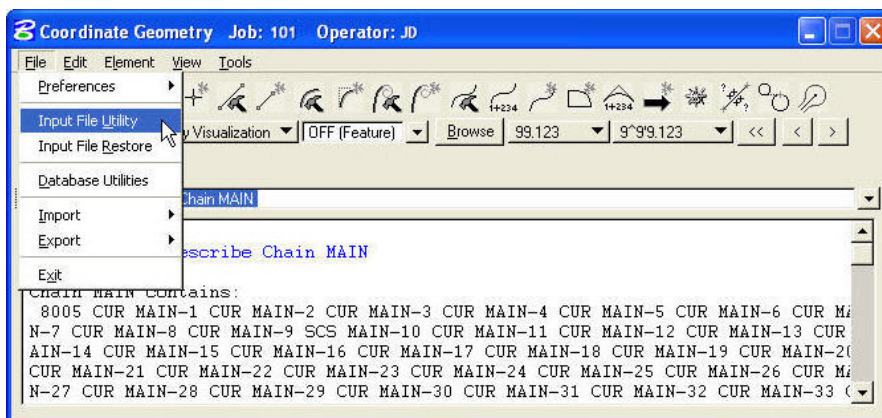 Coordinate Geometry Job: 101 Operator: JD
File Edit Element View Tools
Preferences
Input File Utility
Input File Restore
Database Utilities
Import
Export
Exit
1+234 1+234
Visualization OFF (Feature) Browse 99.123 9^9'9.123 << < >
Chain MAIN
escribe Chain MAIN
Chain MAIN contains:
8005 CUR MAIN-1 CUR MAIN-2 CUR MAIN-3 CUR MAIN-4 CUR MAIN-5 CUR MAIN-6 CUR MA
N-7 CUR MAIN-8 CUR MAIN-9 SCS MAIN-10 CUR MAIN-11 CUR MAIN-12 CUR MAIN-13 CUR
AIN-14 CUR MAIN-15 CUR MAIN-16 CUR MAIN-17 CUR MAIN-18 CUR MAIN-19 CUR MAIN-20
CUR MAIN-21 CUR MAIN-22 CUR MAIN-23 CUR MAIN-24 CUR MAIN-25 CUR MAIN-26 CUR MA
N-27 CUR MAIN-28 CUR MAIN-29 CUR MAIN-30 CUR MAIN-31 CUR MAIN-32 CUR MAIN-33